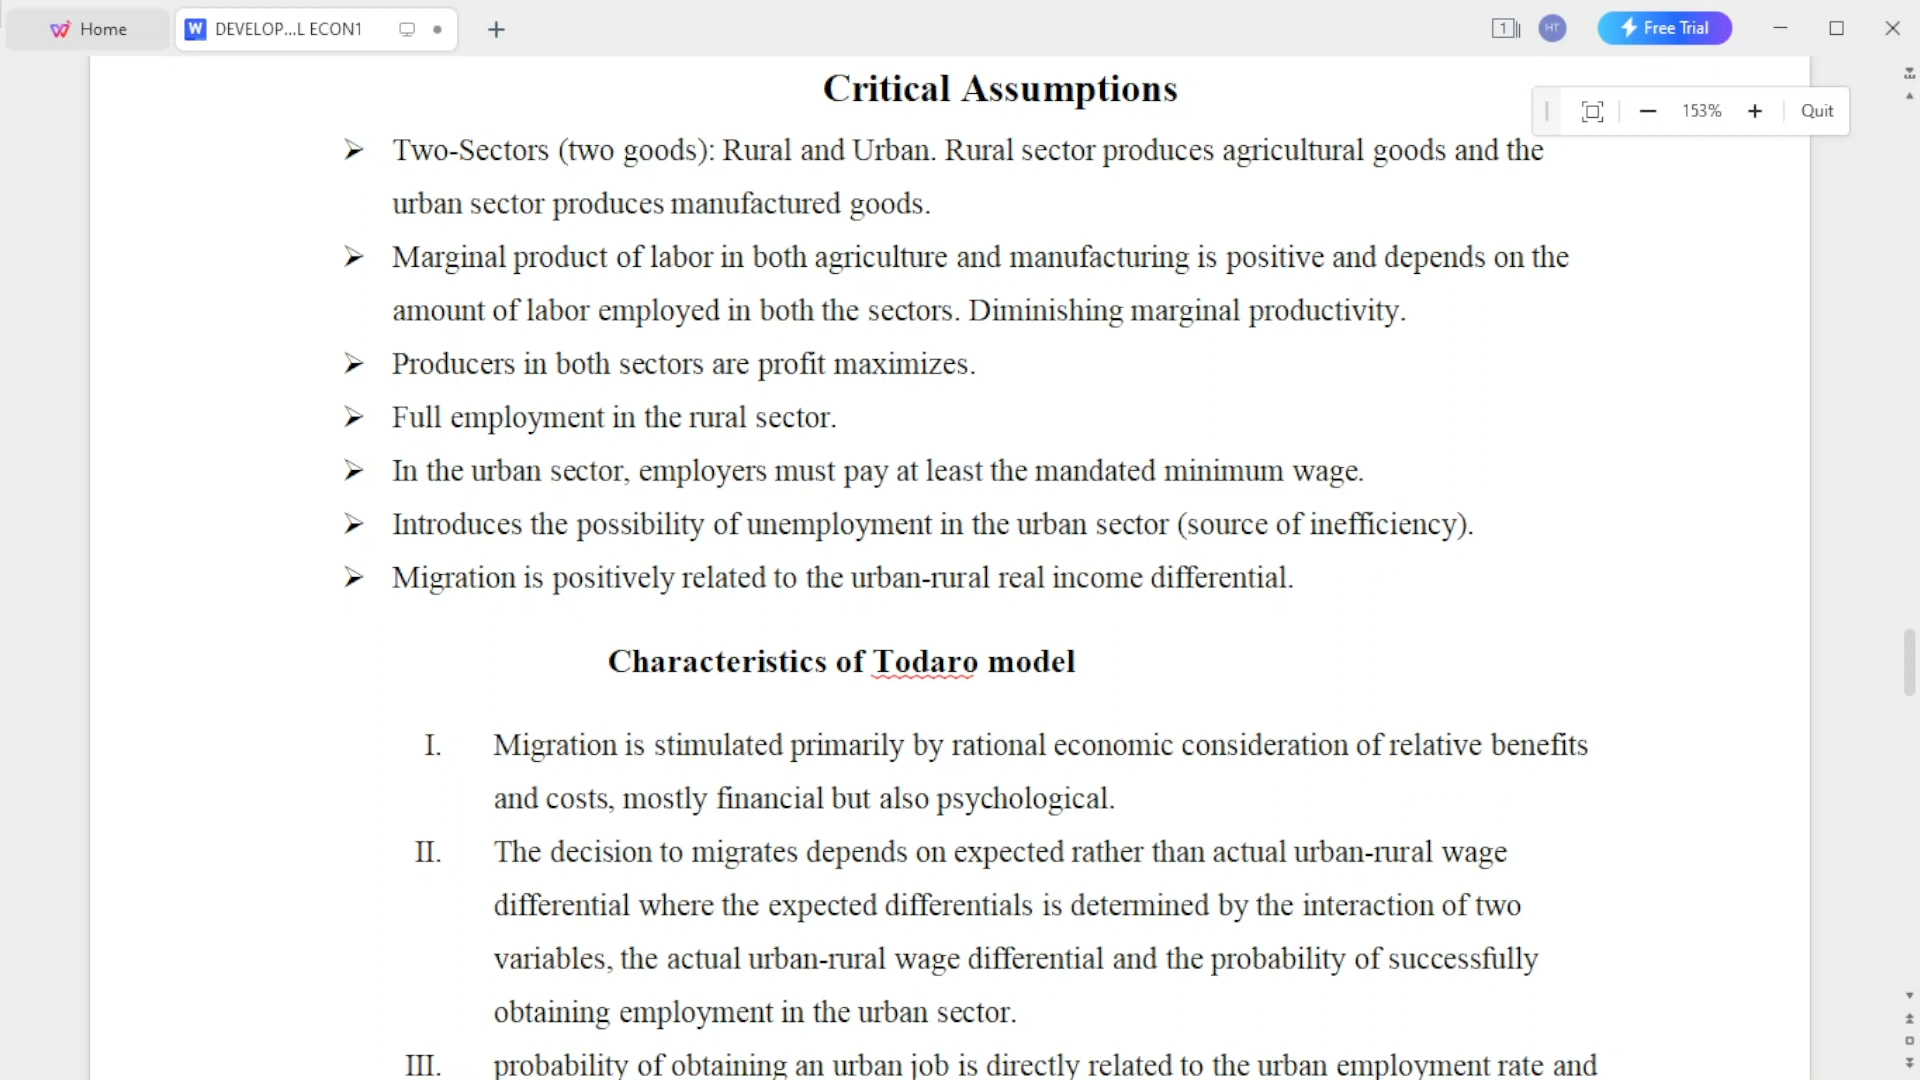 Home
W DEVELOP...L ECON1
1
HT
Free Trial
Critical Assumptions
153%
Quit
➢ Two-Sectors (two goods): Rural and Urban. Rural sector produces agricultural goods and the
urban sector produces manufactured goods.
➢ Marginal product of labor in both agriculture and manufacturing is positive and depends on the
amount of labor employed in both the sectors. Diminishing marginal productivity.
➢ Producers in both sectors are profit maximizes.
➢ Full employment in the rural sector.
➢ In the urban sector, employers must pay at least the mandated minimum wage.
➢ Introduces the possibility of unemployment in the urban sector (source of inefficiency).
➢ Migration is positively related to the urban-rural real income differential.
Characteristics of Todaro model
I. Migration is stimulated primarily by rational economic consideration of relative benefits
and costs, mostly financial but also psychological.
II. The decision to migrates depends on expected rather than actual urban-rural wage
differential where the expected differentials is determined by the interaction of two
variables, the actual urban-rural wage differential and the probability of successfully
obtaining employment in the urban sector.
III. probability of obtaining an urban job is directly related to the urban employment rate and